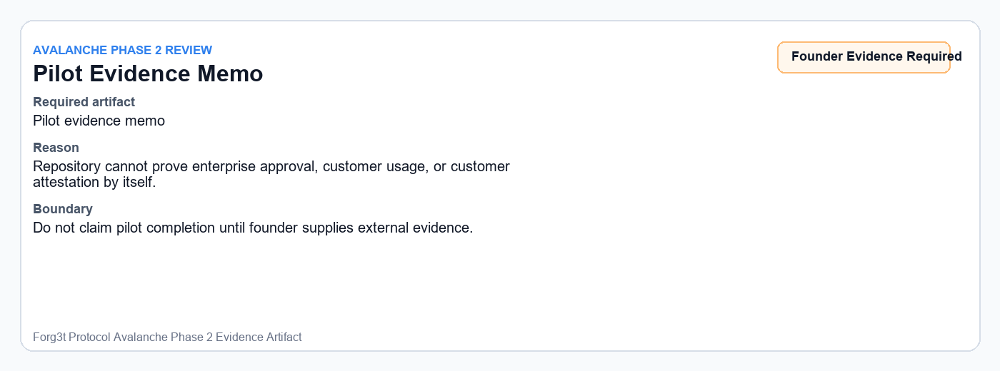 AVALANCHE PHASE 2 REVIEW
Founder Evidence Required
Pilot Evidence Memo
Required artifact
Pilot evidence memo
Reason
Repository cannot prove enterprise approval, customer usage, or customer
attestation by itself.
Boundary
Do not claim pilot completion until founder supplies external evidence.
Forg3t Protocol Avalanche Phase 2 Evidence Artifact